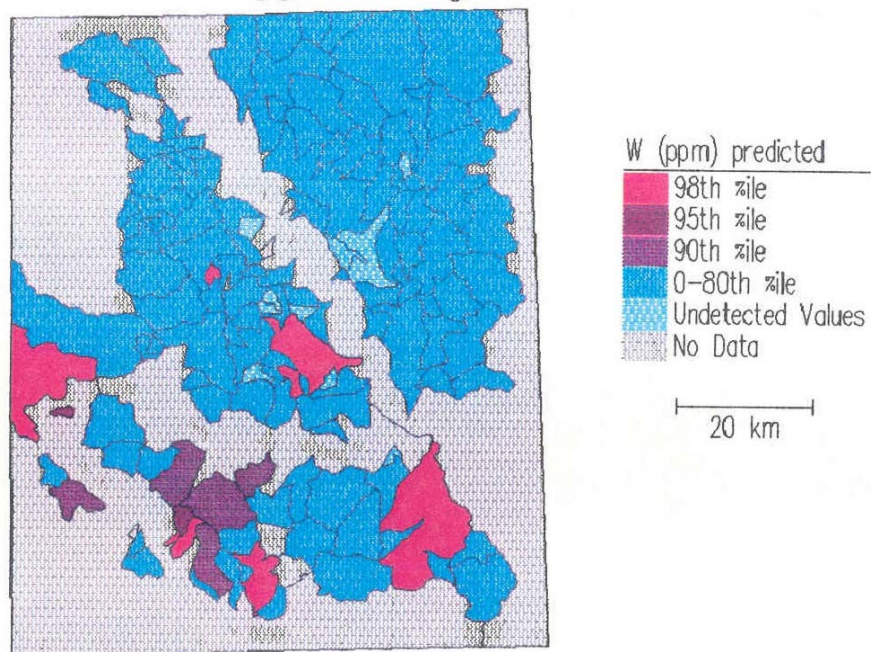 W (ppm) predicted
98th %ile
95th %ile
90th %ile
0-80th %ile
Undetected Values
No Data
20 km